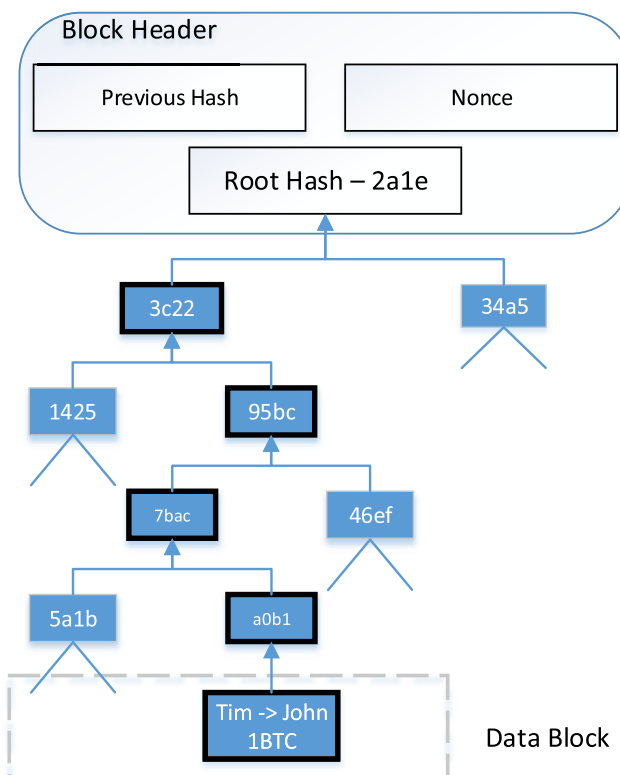 Block Header
Previous Hash
Nonce
Root Hash – 2a1e
3c22
34a5
1425
95bc
7bac
46ef
5a1b
a0b1
Tim -> John
1BTC
Data Block